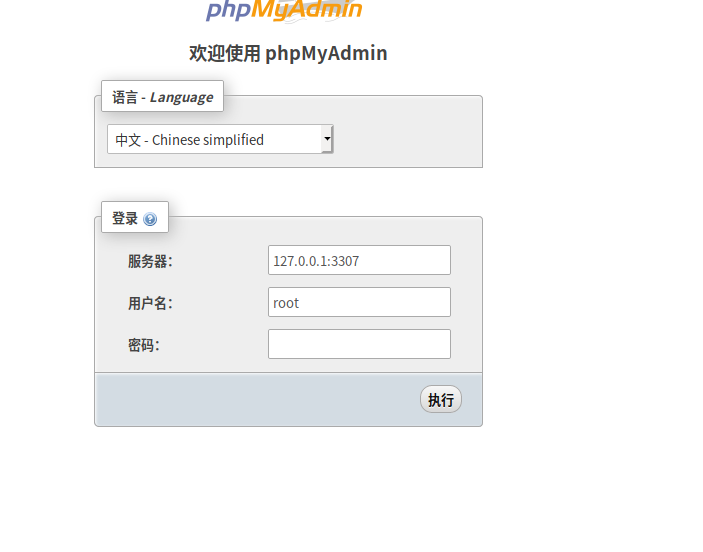 phpMyAdmin
欢迎使用 phpMyAdmin
语言 - Language
中文 - Chinese simplified
登录
服务器: 127.0.0.1:3307
用户名: root
密码:
执行